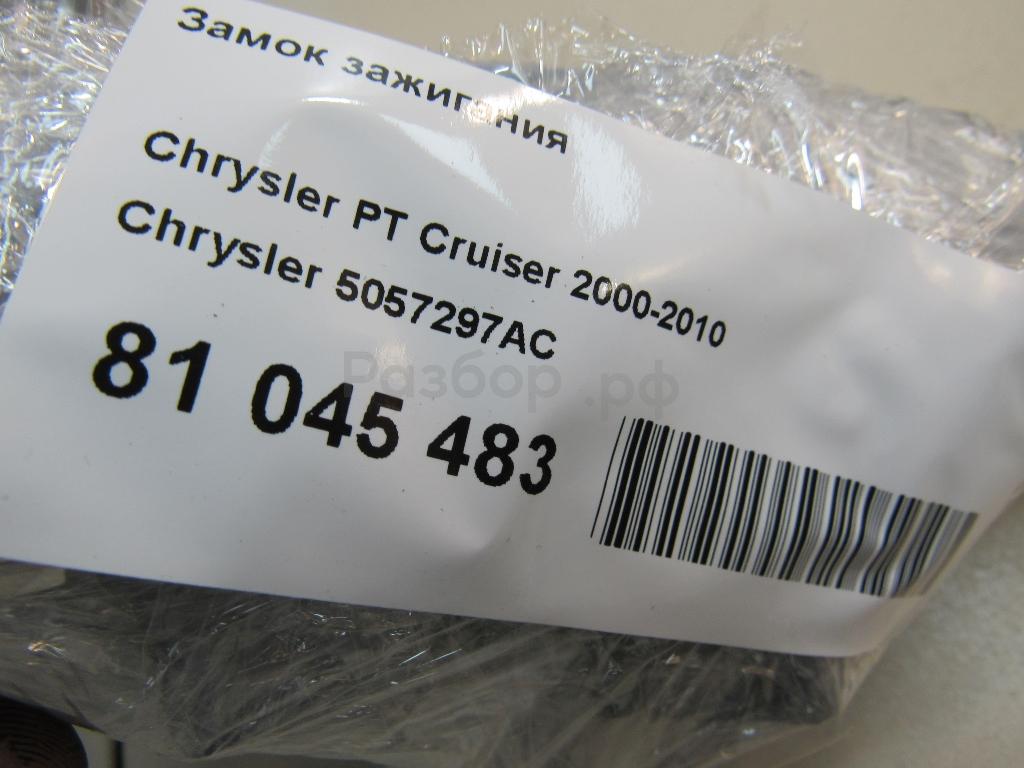 Замок зажигания
Chrysler PT Cruiser 2000-2010
Chrysler 5057297AC
81 045 483
Разбор.рф